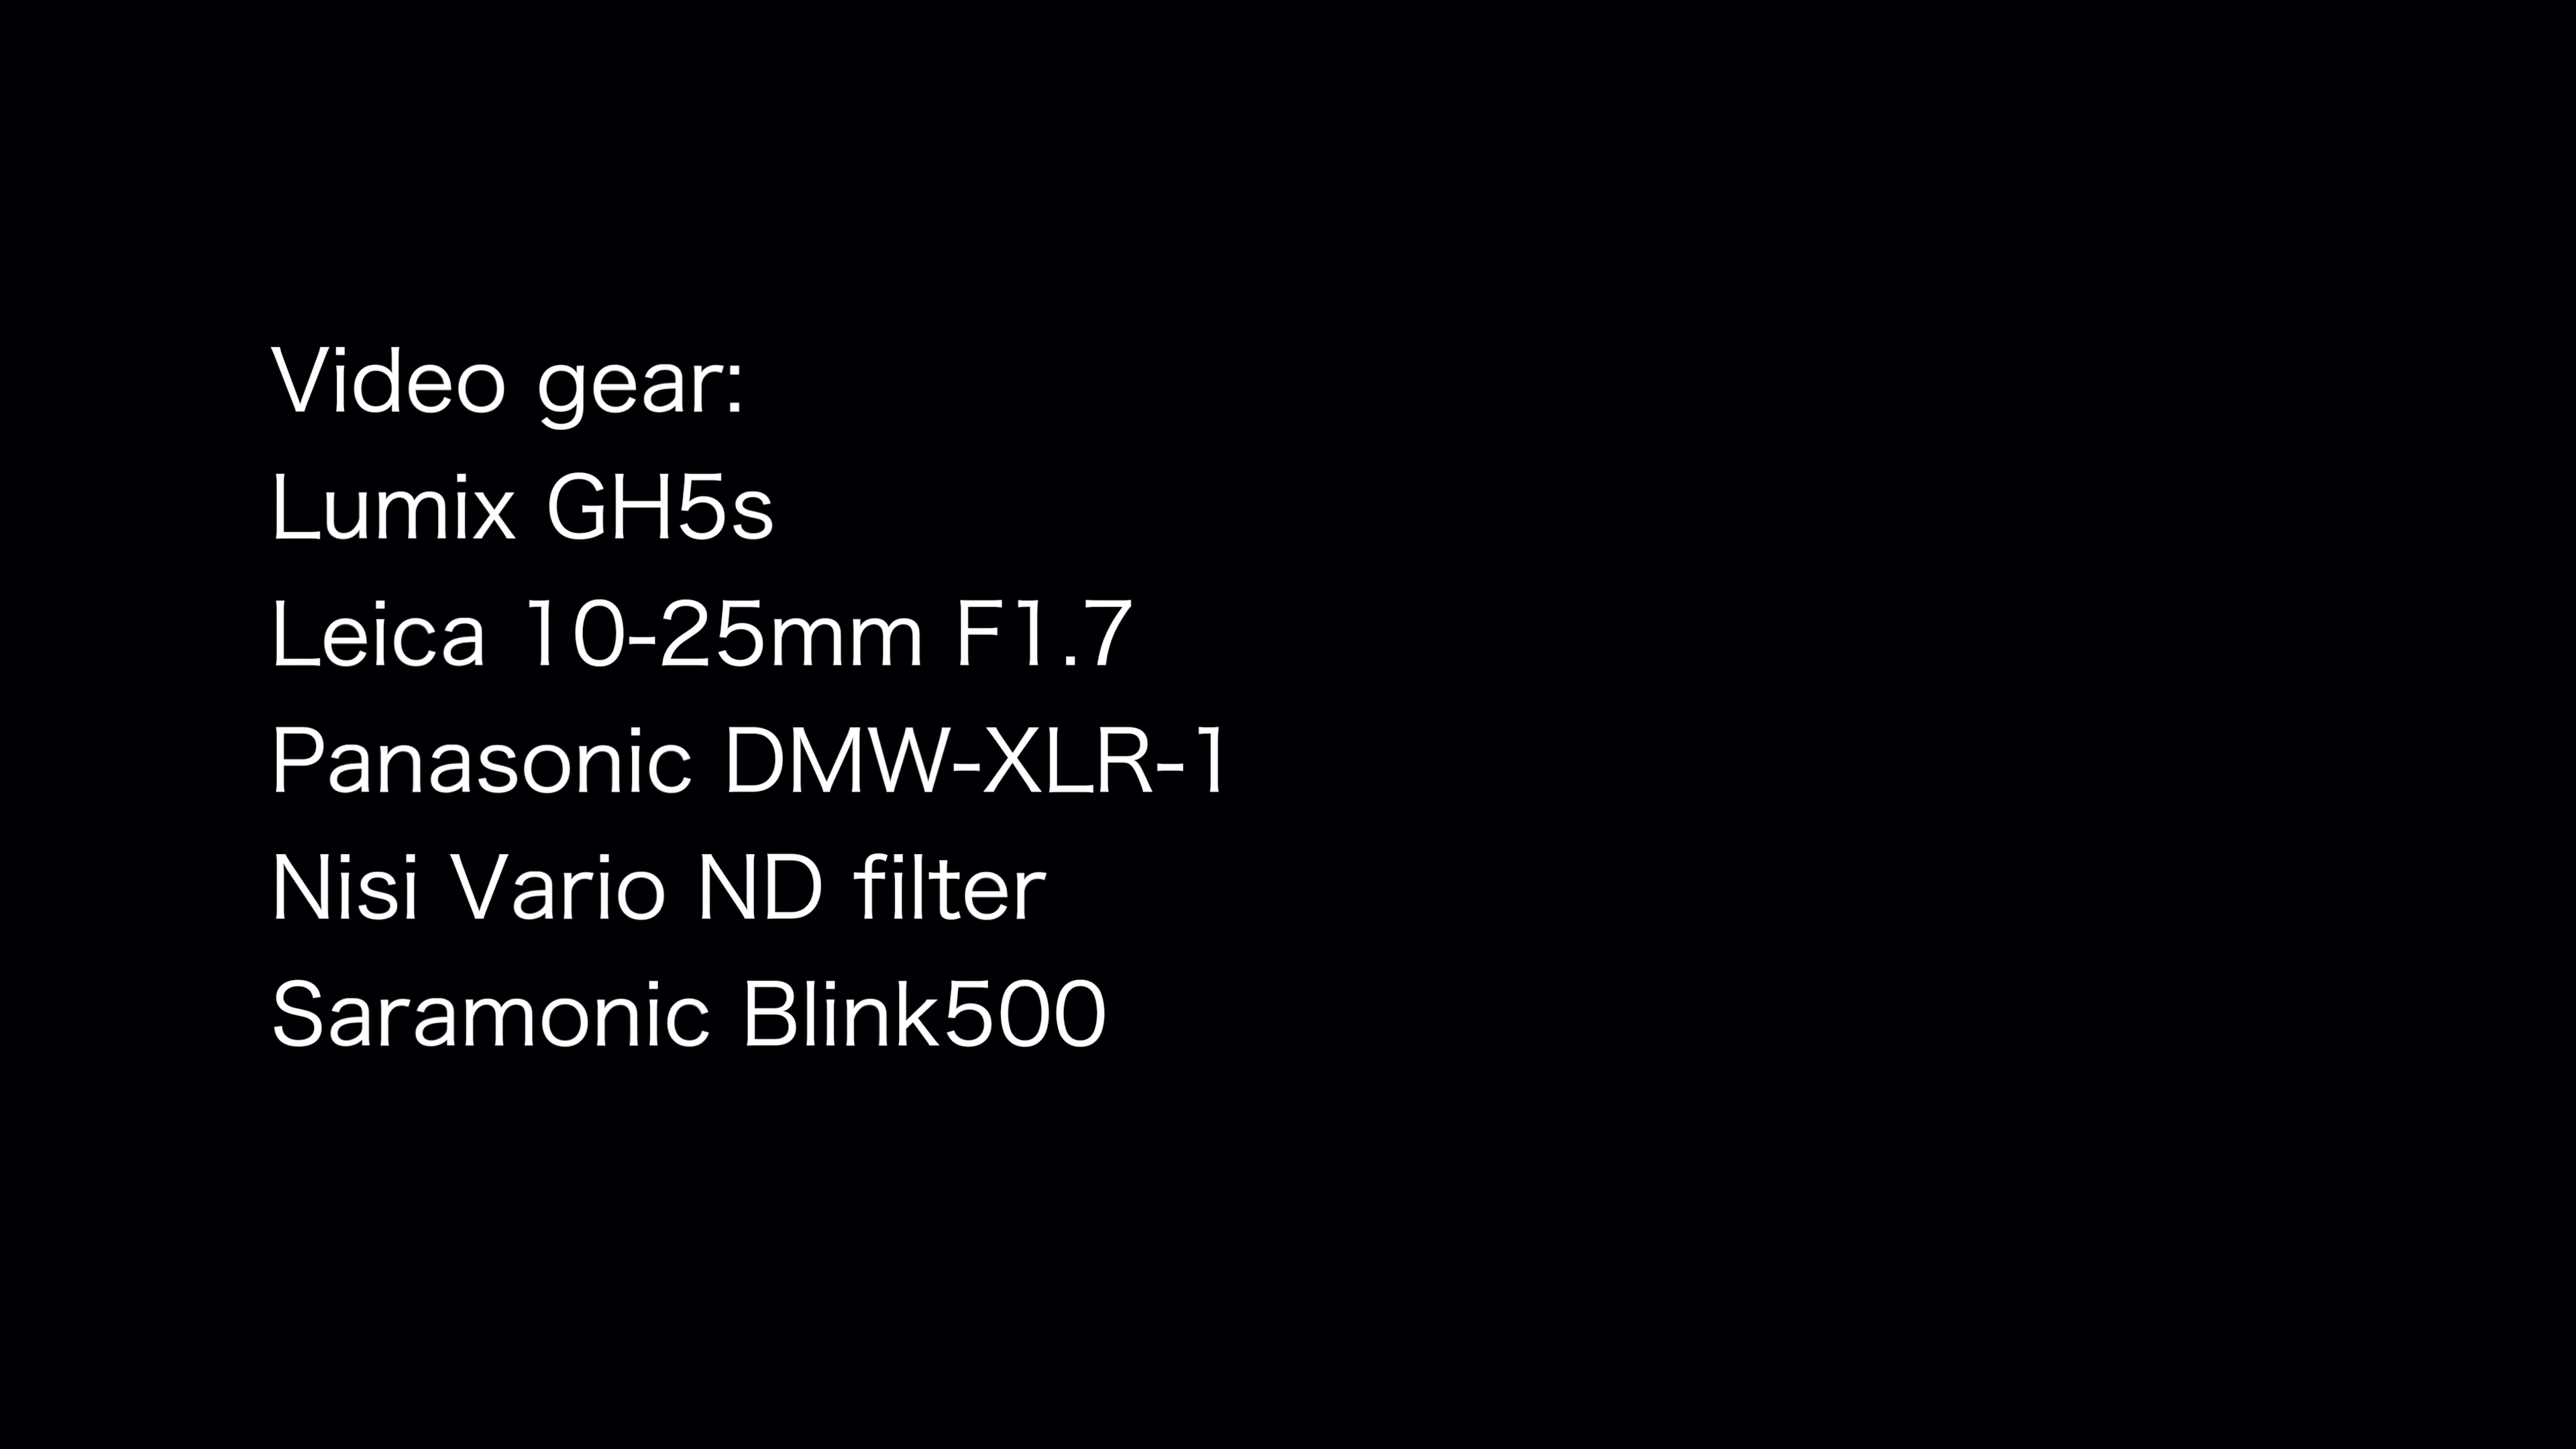 Video gear:
Lumix GH5s
Leica 10-25mm F1.7
Panasonic DMW-XLR-1
Nisi Vario ND filter
Saramonic Blink500